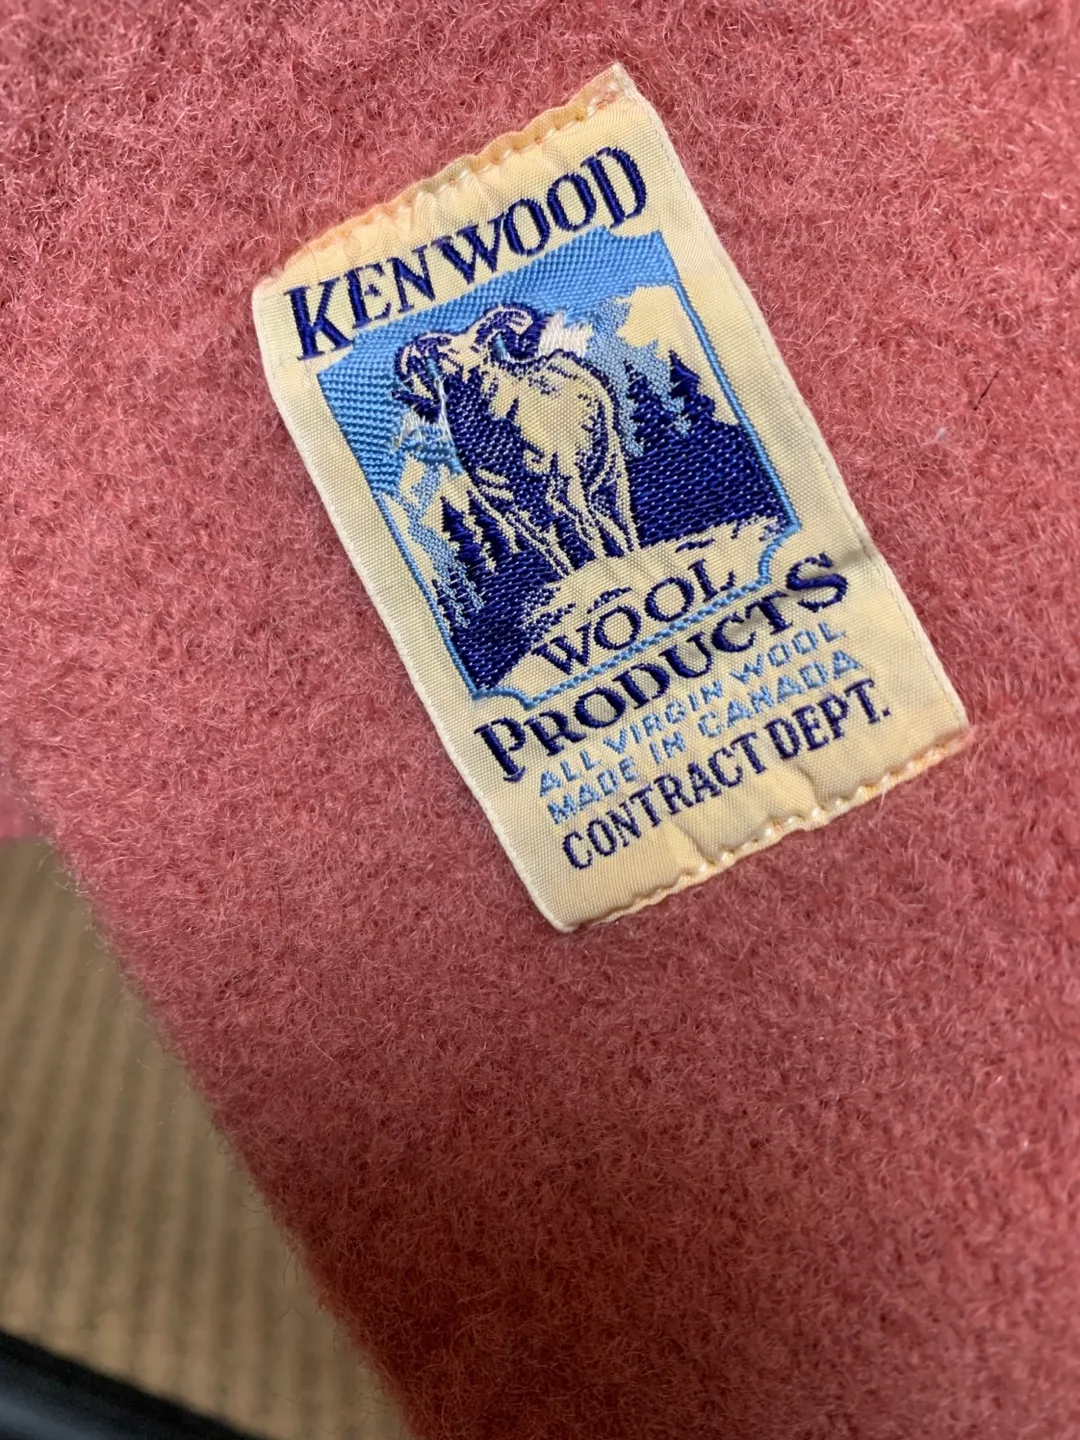 KENWOOD
WOOL
PRODUCTS
ALL VIRGIN WOOL
MADE IN CANADA
CONTRACT DEPT.